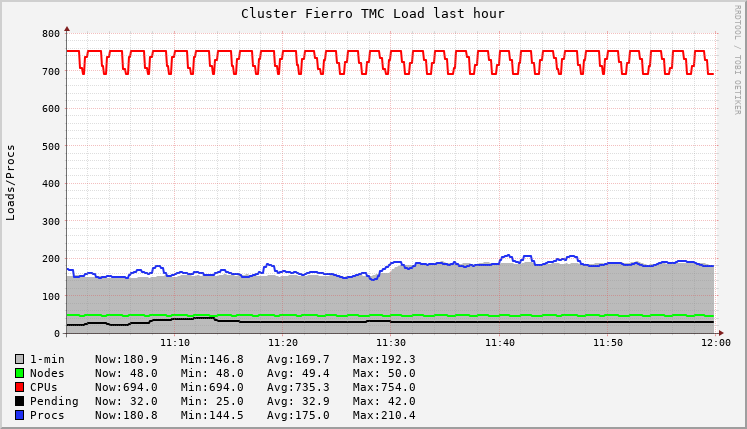 Cluster Fierro TMC Load last hour
RRDTOOL / TOBI OETIKER
Loads/Procs
800
700
600
500
400
300
200
100
0
11:10 11:20 11:30 11:40 11:50 12:00
1-min Now:180.9 Min:146.8 Avg:169.7 Max:192.3
Nodes Now: 48.0 Min: 48.0 Avg: 49.4 Max: 50.0
CPUs Now:694.0 Min:694.0 Avg:735.3 Max:754.0
Pending Now: 32.0 Min: 25.0 Avg: 32.9 Max: 42.0
Procs Now:180.8 Min:144.5 Avg:175.0 Max:210.4